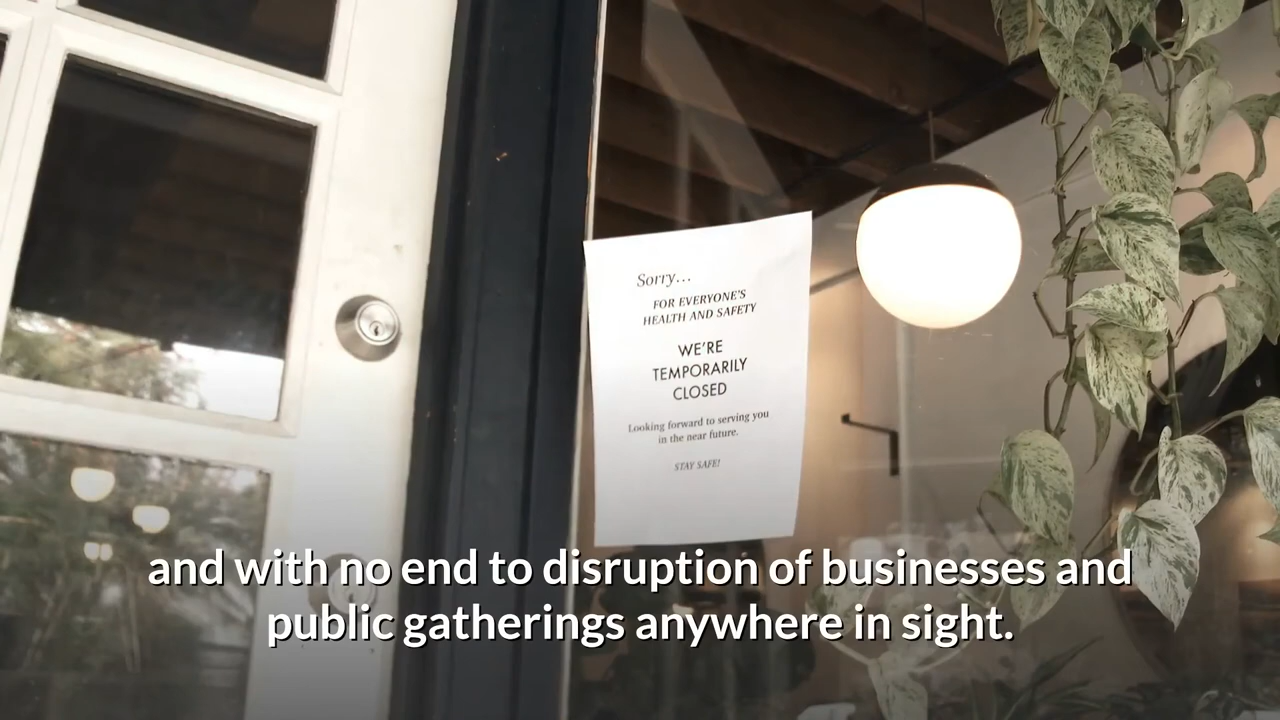 Sorry...
FOR EVERYONE'S
HEALTH AND SAFETY
WE'RE
TEMPORARILY
CLOSED
Looking forward to serving you
in the near future.
STAY SAFE!
and with no end to disruption of businesses and
public gatherings anywhere in sight.